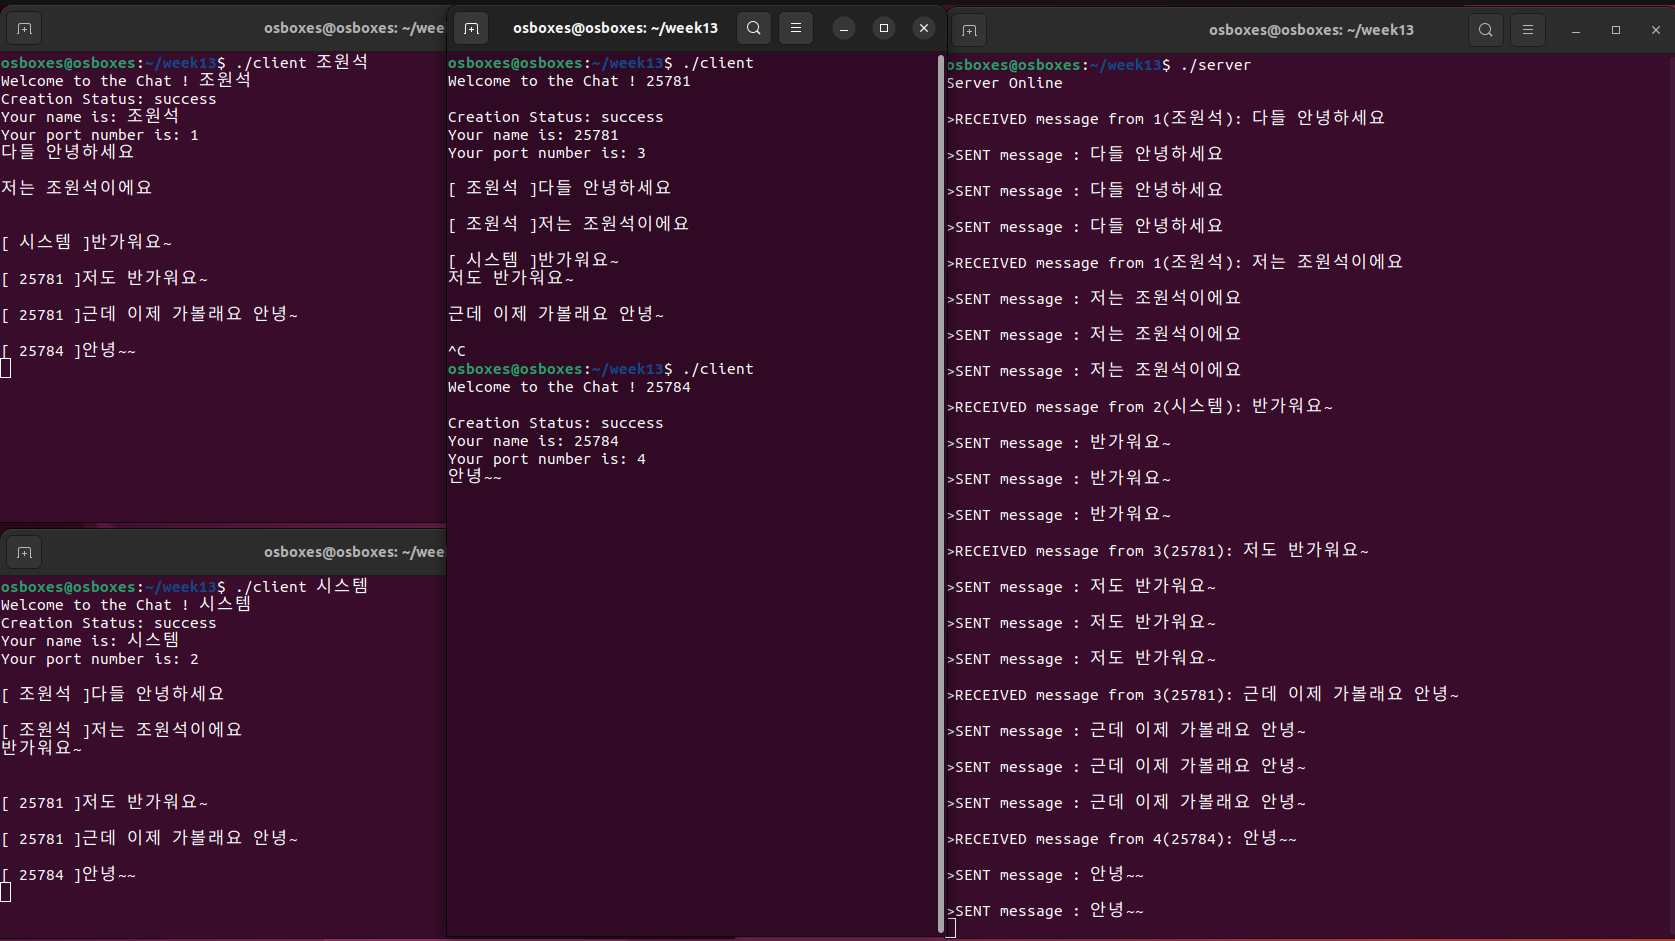 osboxes@osboxes: ~/wee
osboxes@osboxes:~/week13$ ./client 조원석
Welcome to the Chat ! 조원석
Creation Status: success
Your name is: 조원석
Your port number is: 1
다들 안녕하세요
저는 조원석이에요
[ 시스템 ]반가워요~
[ 25781 ]저도 반가워요~
[ 25781 ]근데 이제 가볼래요 안녕~
[ 25784 ]안녕~~
osboxes@osboxes: ~/wee
osboxes@osboxes:~/week13$ ./client 시스템
Welcome to the Chat ! 시스템
Creation Status: success
Your name is: 시스템
Your port number is: 2
[ 조원석 ]다들 안녕하세요
[ 조원석 ]저는 조원석이에요
반가워요~
[ 25781 ]저도 반가워요~
[ 25781 ]근데 이제 가볼래요 안녕~
[ 25784 ]안녕~~
osboxes@osboxes: ~/week13
osboxes@osboxes:~/week13$ ./client
Welcome to the Chat ! 25781
Creation Status: success
Your name is: 25781
Your port number is: 3
[ 조원석 ]다들 안녕하세요
[ 조원석 ]저는 조원석이에요
[ 시스템 ]반가워요~
저도 반가워요~
근데 이제 가볼래요 안녕~
^C
osboxes@osboxes:~/week13$ ./client
Welcome to the Chat ! 25784
Creation Status: success
Your name is: 25784
Your port number is: 4
안녕~~
osboxes@osboxes: ~/week13
osboxes@osboxes:~/week13$ ./server
Server Online
>RECEIVED message from 1(조원석): 다들 안녕하세요
>SENT message : 다들 안녕하세요
>SENT message : 다들 안녕하세요
>SENT message : 다들 안녕하세요
>RECEIVED message from 1(조원석): 저는 조원석이에요
>SENT message : 저는 조원석이에요
>SENT message : 저는 조원석이에요
>SENT message : 저는 조원석이에요
>RECEIVED message from 2(시스템): 반가워요~
>SENT message : 반가워요~
>SENT message : 반가워요~
>SENT message : 반가워요~
>RECEIVED message from 3(25781): 저도 반가워요~
>SENT message : 저도 반가워요~
>SENT message : 저도 반가워요~
>SENT message : 저도 반가워요~
>RECEIVED message from 3(25781): 근데 이제 가볼래요 안녕~
>SENT message : 근데 이제 가볼래요 안녕~
>SENT message : 근데 이제 가볼래요 안녕~
>SENT message : 근데 이제 가볼래요 안녕~
>RECEIVED message from 4(25784): 안녕~~
>SENT message : 안녕~~
>SENT message : 안녕~~